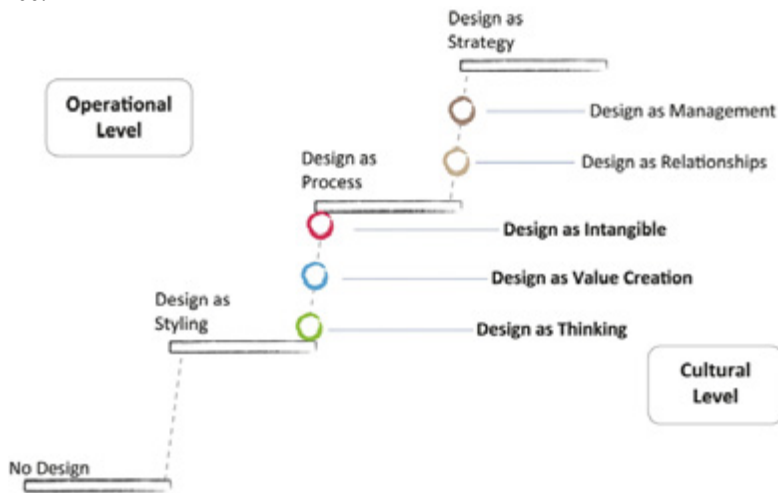 Design as
Strategy
Operational
Level
Design as Management
Design as
Process
Design as Relationships
Design as Intangible
Design as Value Creation
Design as
Styling
Design as Thinking
Cultural
Level
No Design